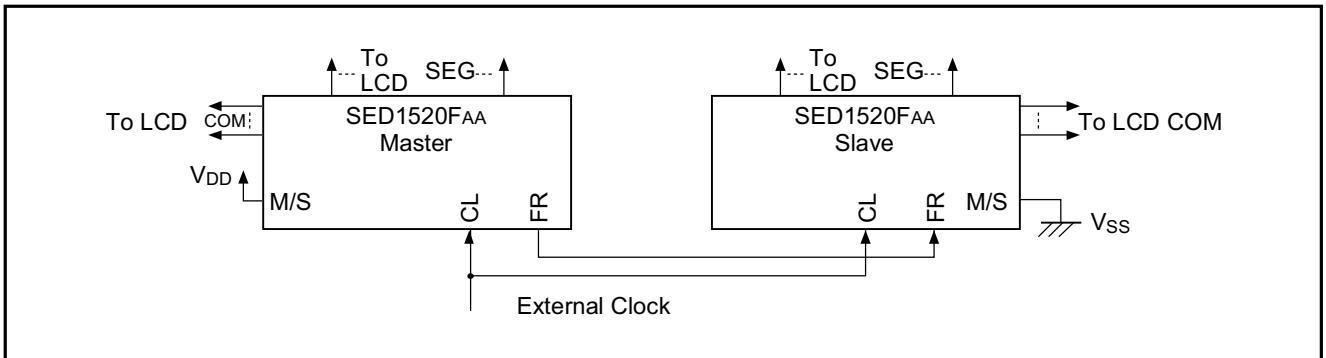 To
LCD SEG
To LCD COM
SED1520FAA
Master
VDD
M/S
CL
FR
To
LCD SEG
SED1520FAA
Slave
To LCD COM
CL
FR
M/S
VSS
External Clock